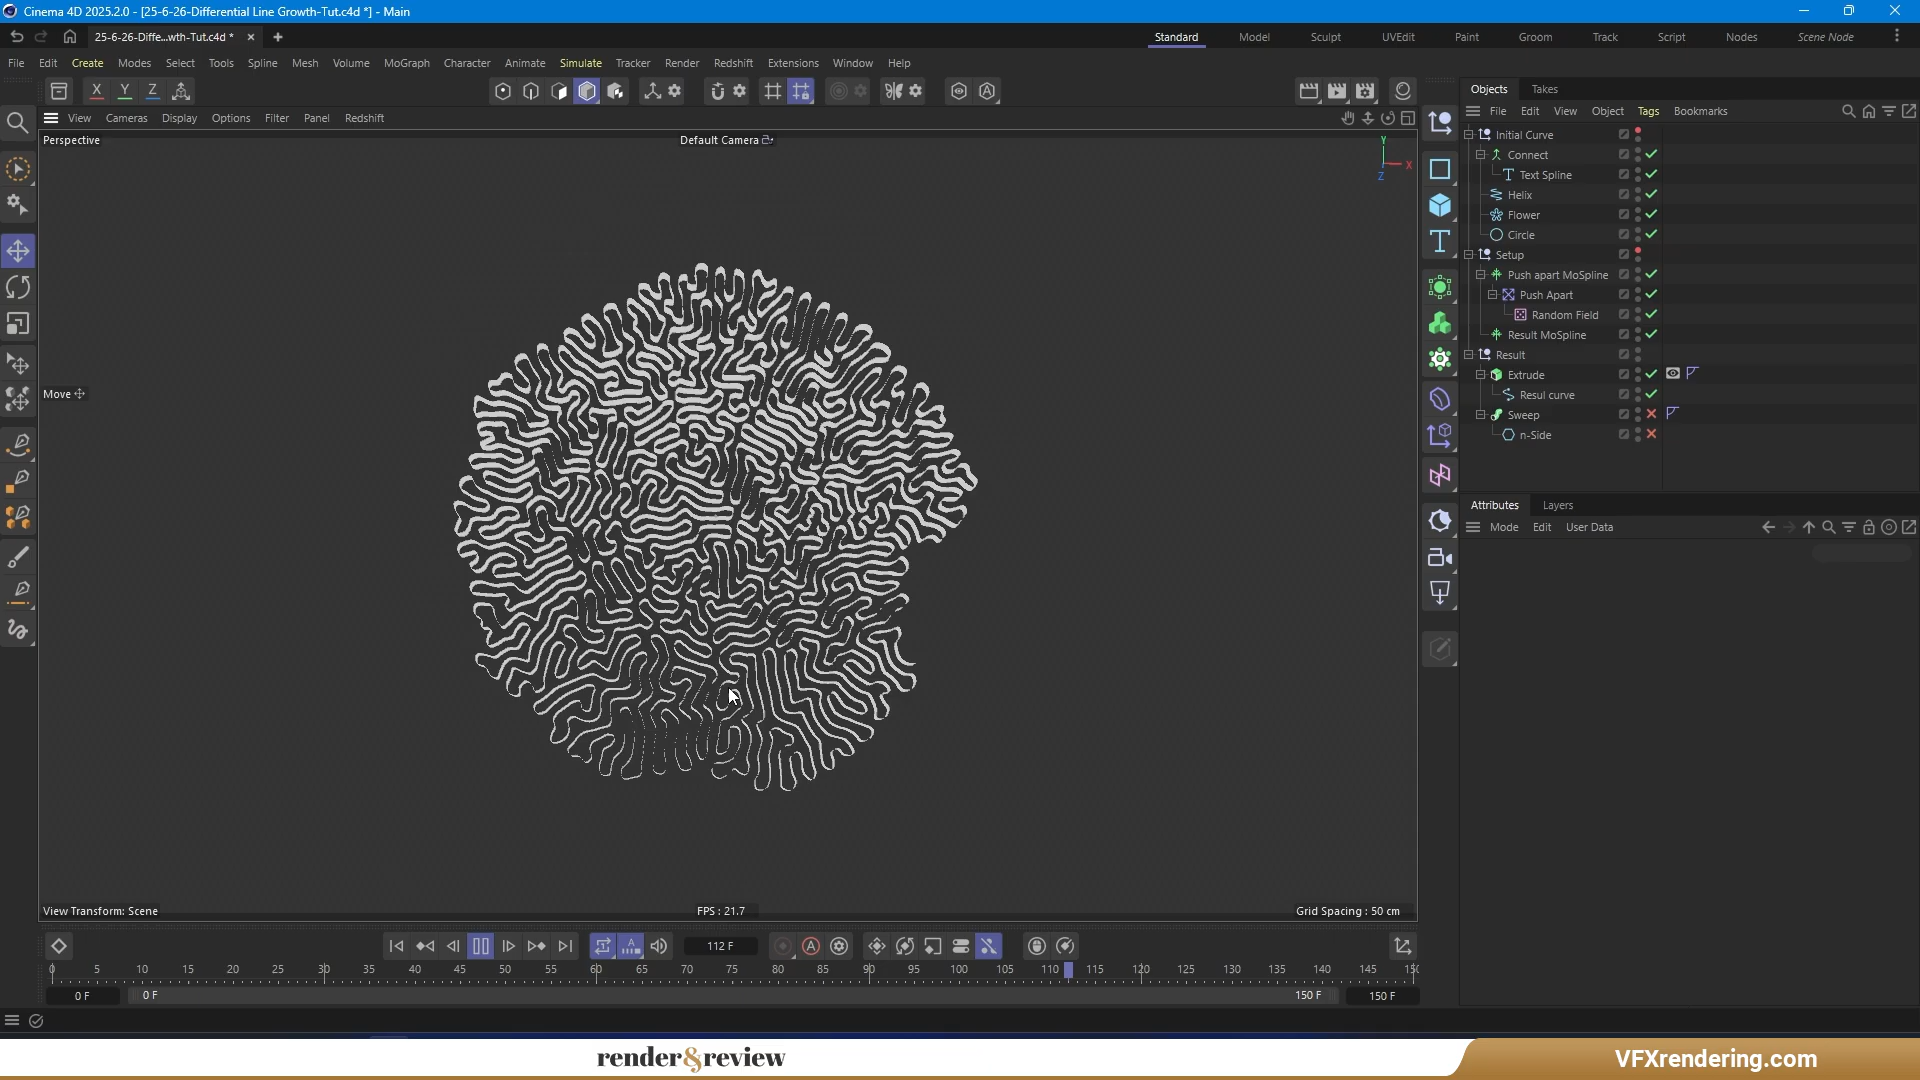 Cinema 4D 2025.2.0 - [25-6-26-Differential Line Growth-Tut.c4d *] - Main
25-6-26-Diffe...wth-Tut.c4d *
Standard Model Sculpt UVEdit Paint Groom Track Script Nodes Scene Node
File Edit Create Modes Select Tools Spline Mesh Volume MoGraph Character Animate Simulate Tracker Render Redshift Extensions Window Help
X Y Z
Objects Takes
View Cameras Display Options Filter Panel Redshift
File Edit View Object Tags Bookmarks
Perspective
Default Camera
Y
X
Z
Initial Curve
Connect
Text Spline
Helix
Flower
Circle
Setup
Push apart MoSpline
Push Apart
Random Field
Result MoSpline
Result
Extrude
Resul curve
Sweep
n-Side
Move
Attributes Layers
Mode Edit User Data
View Transform: Scene
FPS : 21.7
Grid Spacing : 50 cm
112 F
0 5 10 15 20 25 30 35 40 45 50 55 60 65 70 75 80 85 90 95 100 105 110 115 120 125 130 135 140 145 150
0 F 0 F 150 F 150 F
render&review
VFXrendering.com